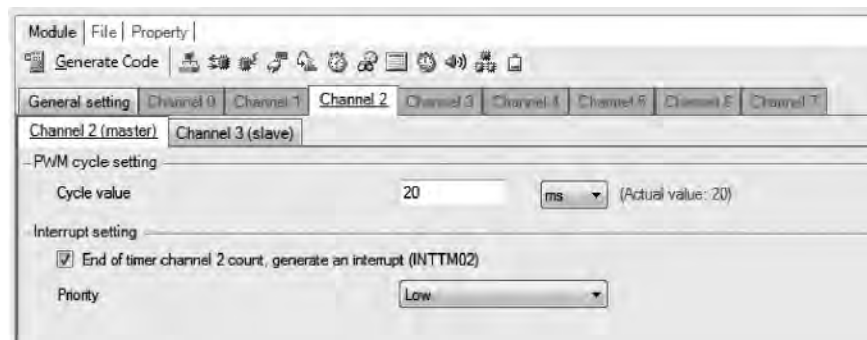 Module File Property
Generate Code
General setting Channel 0 Channel 1 Channel 2 Channel 3 Channel 4 Channel 5 Channel 6 Channel 7
Channel 2 (master) Channel 3 (slave)
PWM cycle setting
Cycle value 20 ms (Actual value: 20)
Interrupt setting
End of timer channel 2 count, generate an interrupt (INTTM02)
Priority Low